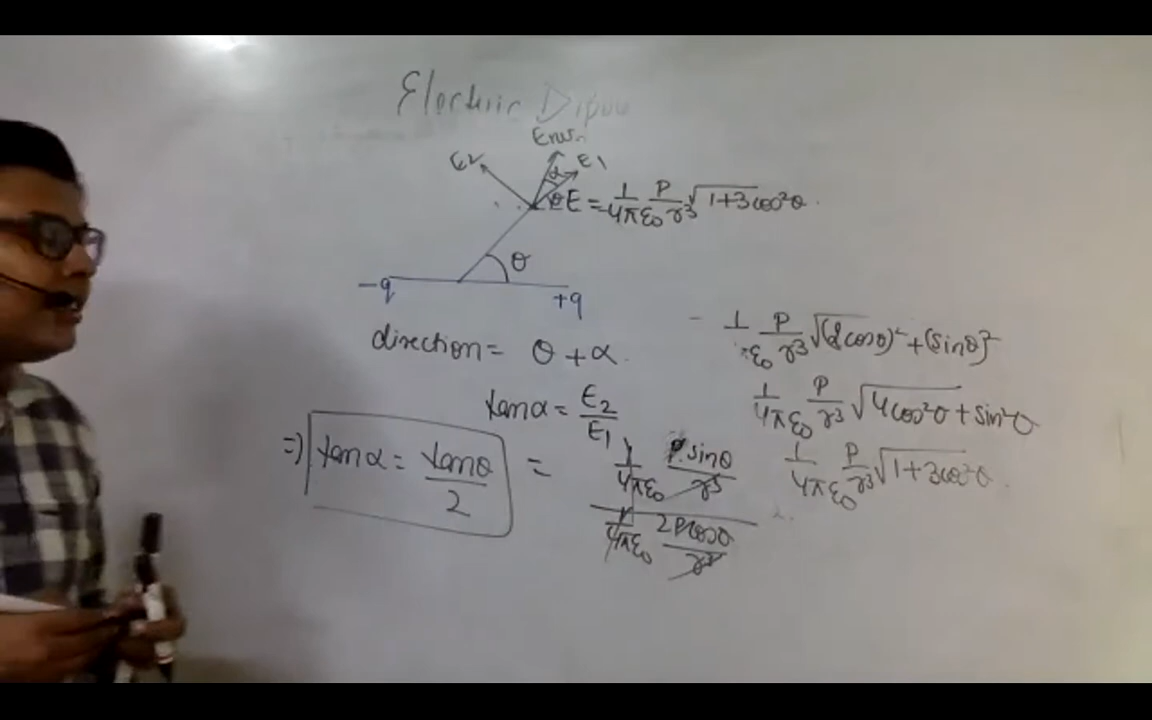 Electric Dipole
Eresn
E2
E1
α
θ E = 1/4πε₀ P/r³ √1+3cos²θ
θ
-q
+q
direction = θ + α
1/ε₀ P/r³ √(2cosθ)² + (sinθ)²
tanα = E2/E1
1/4πε₀ P/r³ √4cos²θ + sin²θ
⇒ tanα = tanθ/2 = 1/4πε₀ P sinθ/r³ / 1/4πε₀ 2Pcosθ/r³
1/4πε₀ P/r³ √1+3cos²θ